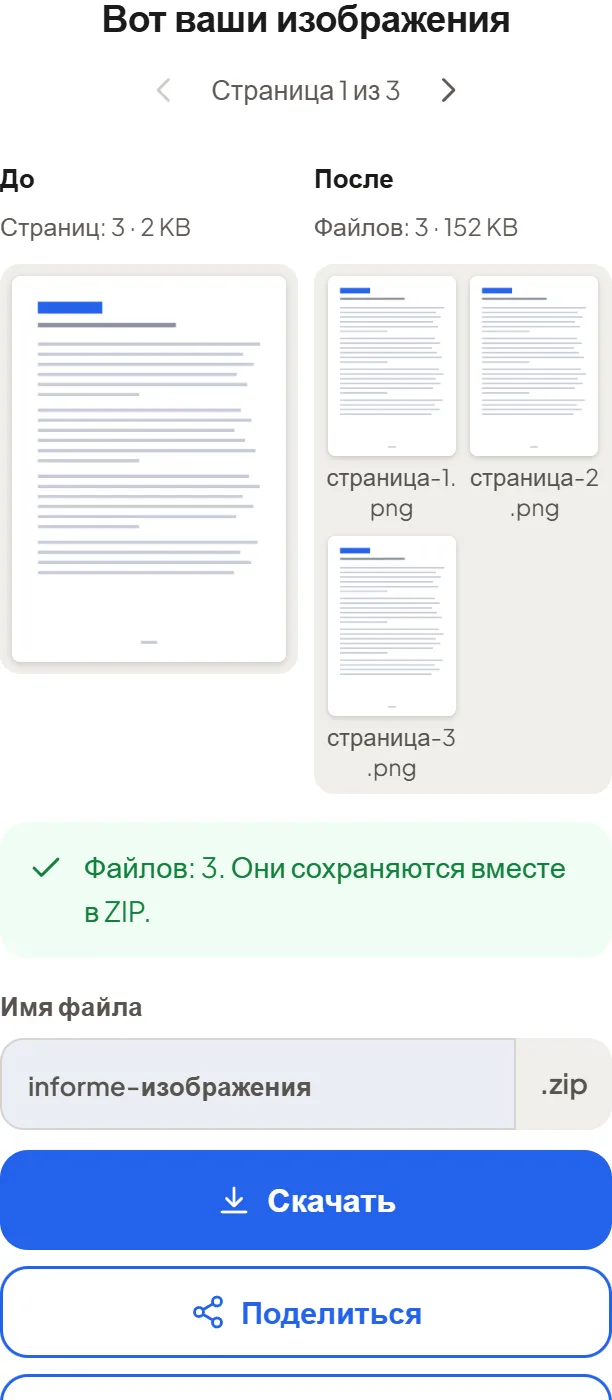 Вот ваши изображения
Страница 1 из 3
До
Страниц: 3 · 2 KB
После
Файлов: 3 · 152 KB
страница-1.
png
страница-2
.png
страница-3
.png
Файлов: 3. Они сохраняются вместе
в ZIP.
Имя файла
informe-изображения
.zip
Скачать
Поделиться